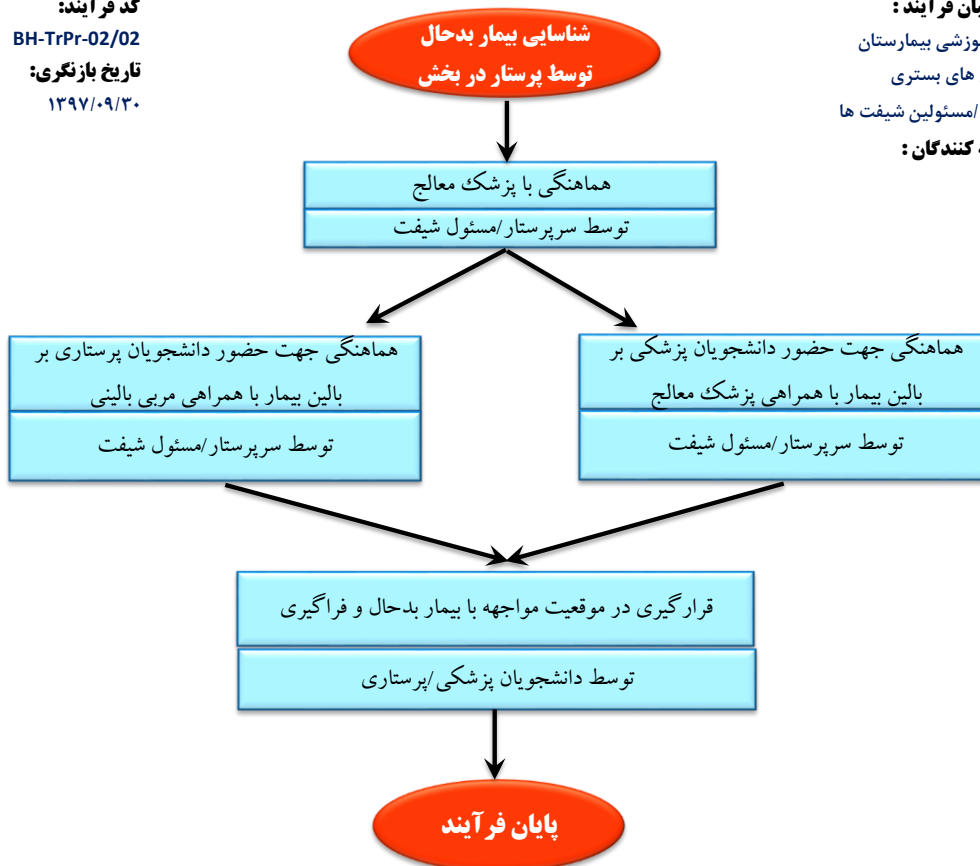 فرآیند :
بیمارستان
های بستری
/مسئولین شیفت ها
کنندگان :
کد فرآیند:
BH-TrPr-02/02
تاریخ بازنگری:
۱۳۹۷/۰۹/۳۰
شناسایی بیمار بدحال
توسط پرستار در بخش
هماهنگی با پزشک معالج
توسط سرپرستار/مسئول شیفت
هماهنگی جهت حضور دانشجویان پزشکی بر
بالین بیمار با همراهی پزشک معالج
توسط سرپرستار/مسئول شیفت
هماهنگی جهت حضور دانشجویان پرستاری بر
بالین بیمار با همراهی مربی بالینی
توسط سرپرستار/مسئول شیفت
قرارگیری در موقعیت مواجهه با بیمار بدحال و فراگیری
توسط دانشجویان پزشکی/پرستاری
پایان فرآیند